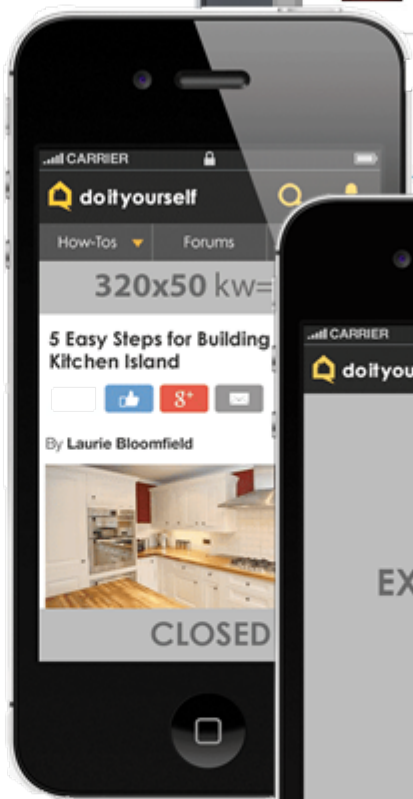 CARRIER
doityourself
How-Tos Forums
320x50 kw=
5 Easy Steps for Building
Kitchen Island
8+
By Laurie Bloomfield
CLOSED
CARRIER
doityou
EX